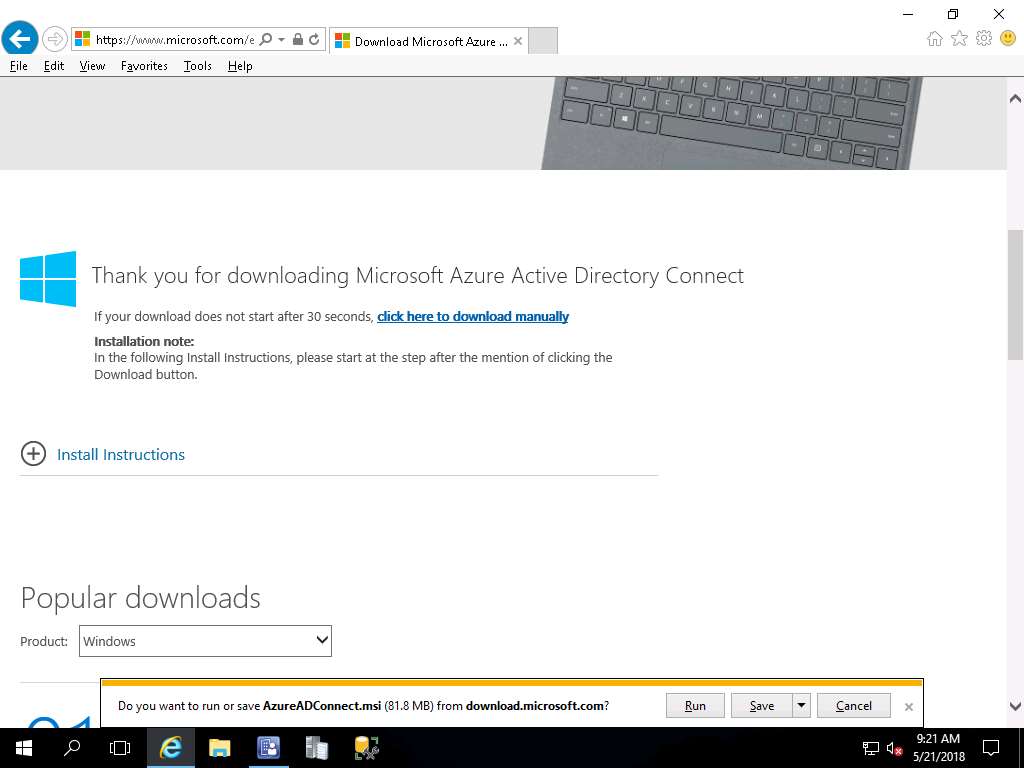 https://www.microsoft.com/e
Download Microsoft Azure ...
File Edit View Favorites Tools Help
Thank you for downloading Microsoft Azure Active Directory Connect
If your download does not start after 30 seconds, click here to download manually
Installation note:
In the following Install Instructions, please start at the step after the mention of clicking the
Download button.
Install Instructions
Popular downloads
Product: Windows
Do you want to run or save AzureADConnect.msi (81.8 MB) from download.microsoft.com? Run Save Cancel
9:21 AM
5/21/2018